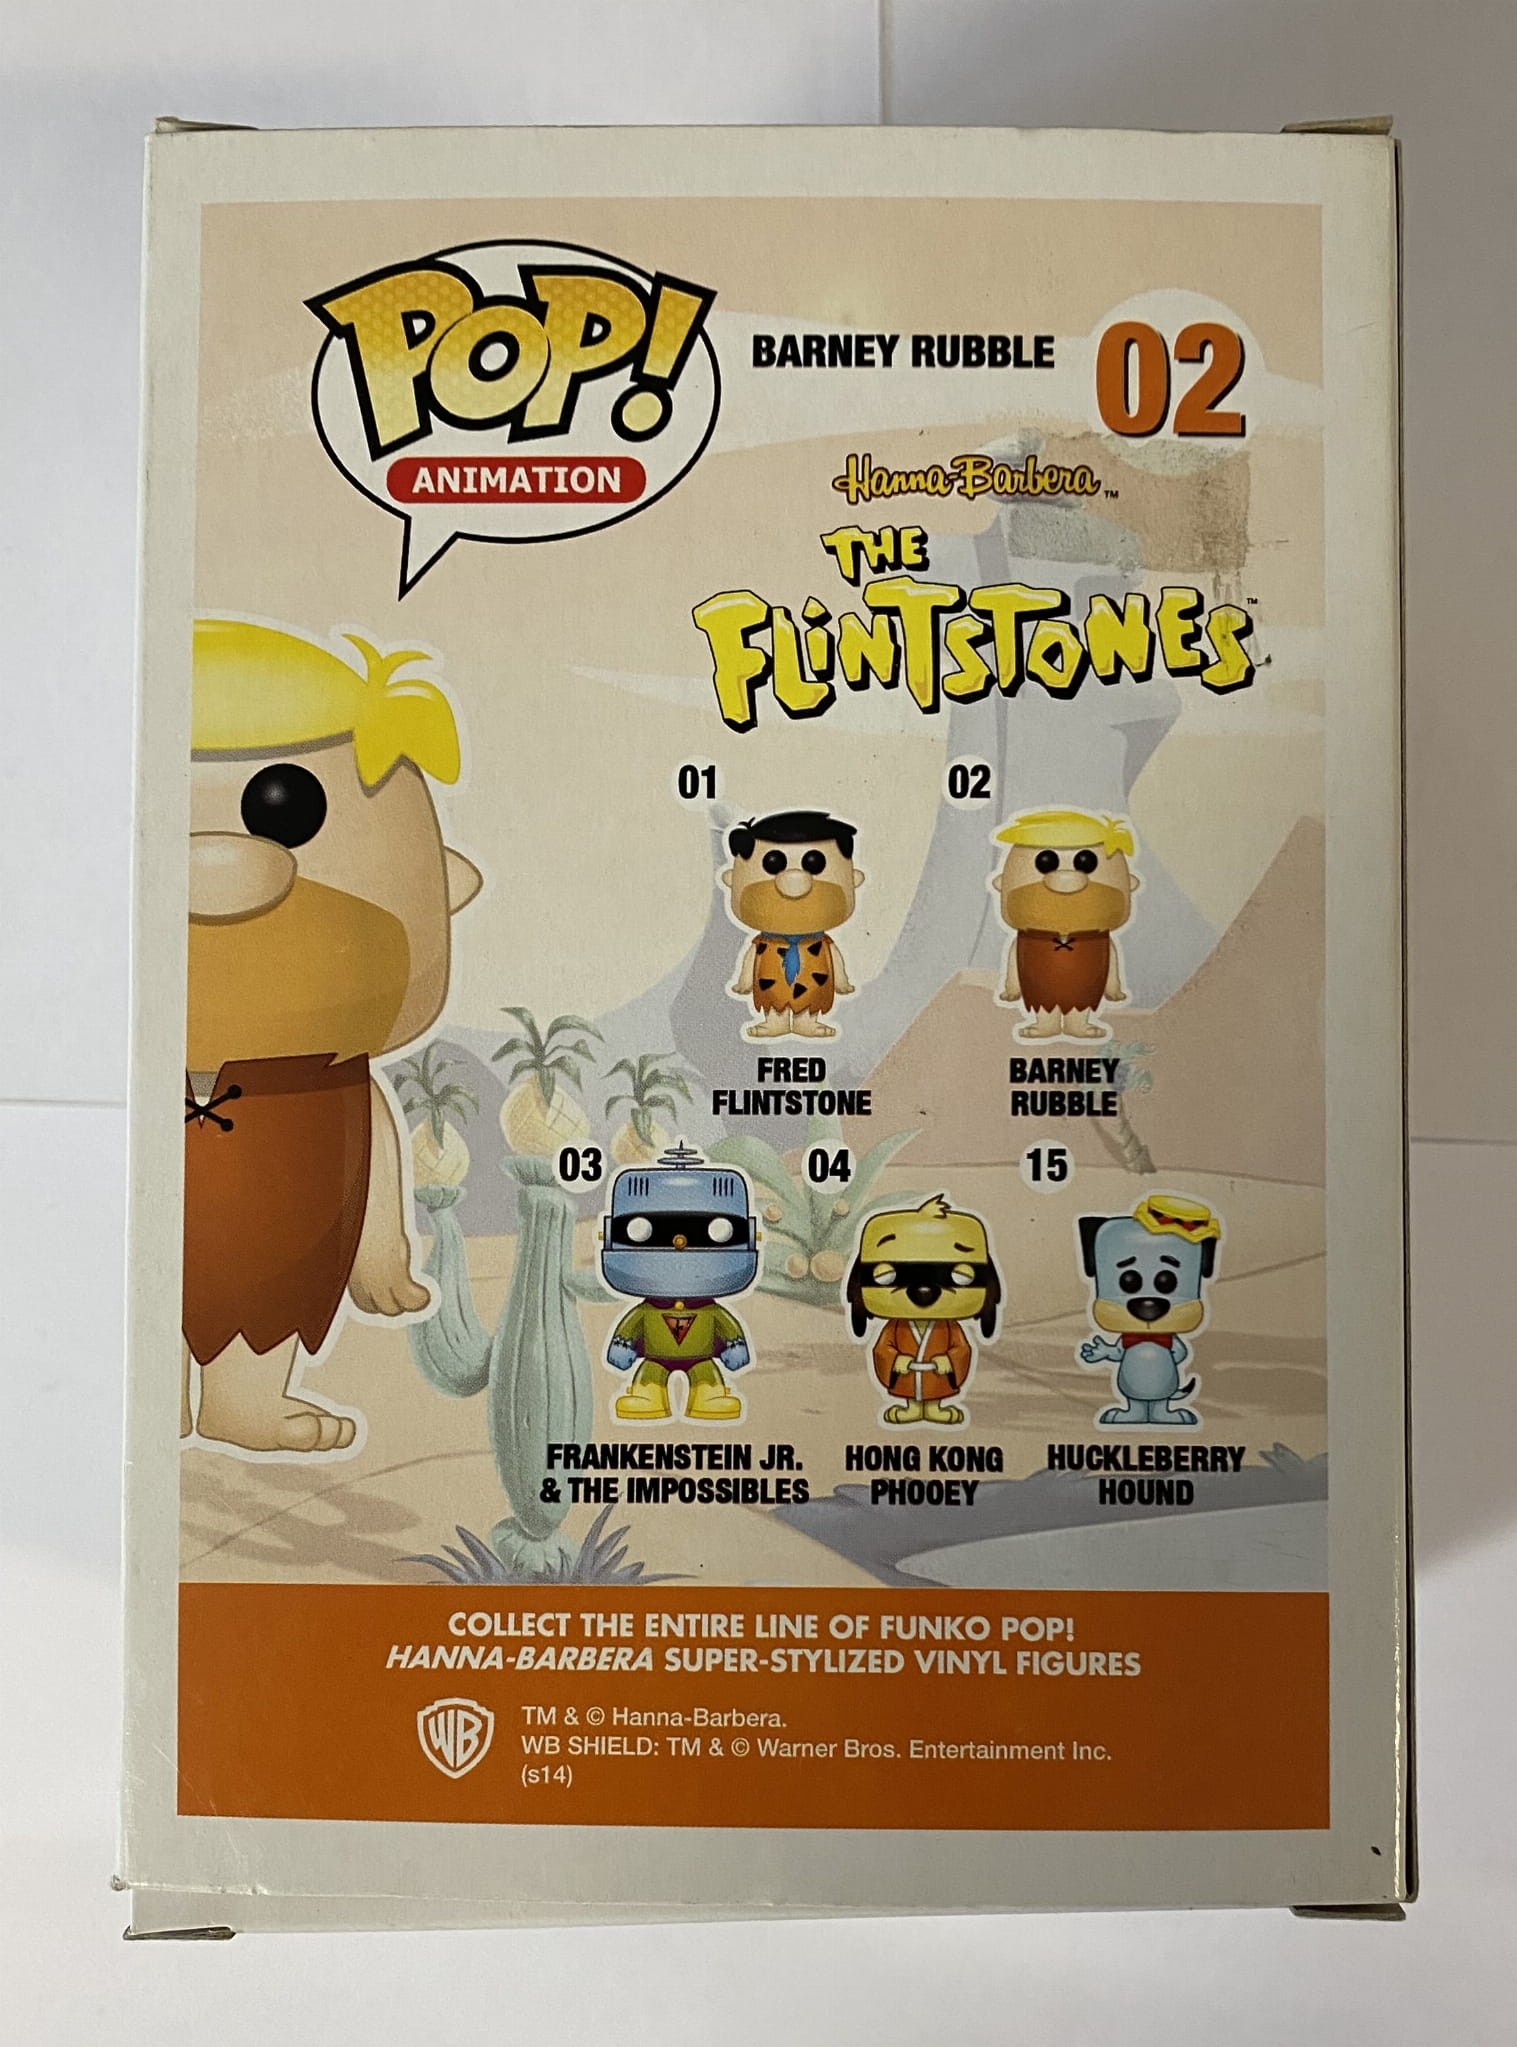 POP!
ANIMATION
BARNEY RUBBLE
02
Hanna-Barbera™
THE
FLINTSTONES™
01
02
FRED
FLINTSTONE
BARNEY
RUBBLE
03
04
15
FRANKENSTEIN JR.
& THE IMPOSSIBLES
HONG KONG
PHOOEY
HUCKLEBERRY
HOUND
COLLECT THE ENTIRE LINE OF FUNKO POP!
HANNA-BARBERA SUPER-STYLIZED VINYL FIGURES
WB
TM & © Hanna-Barbera.
WB SHIELD: TM & © Warner Bros. Entertainment Inc.
(s14)